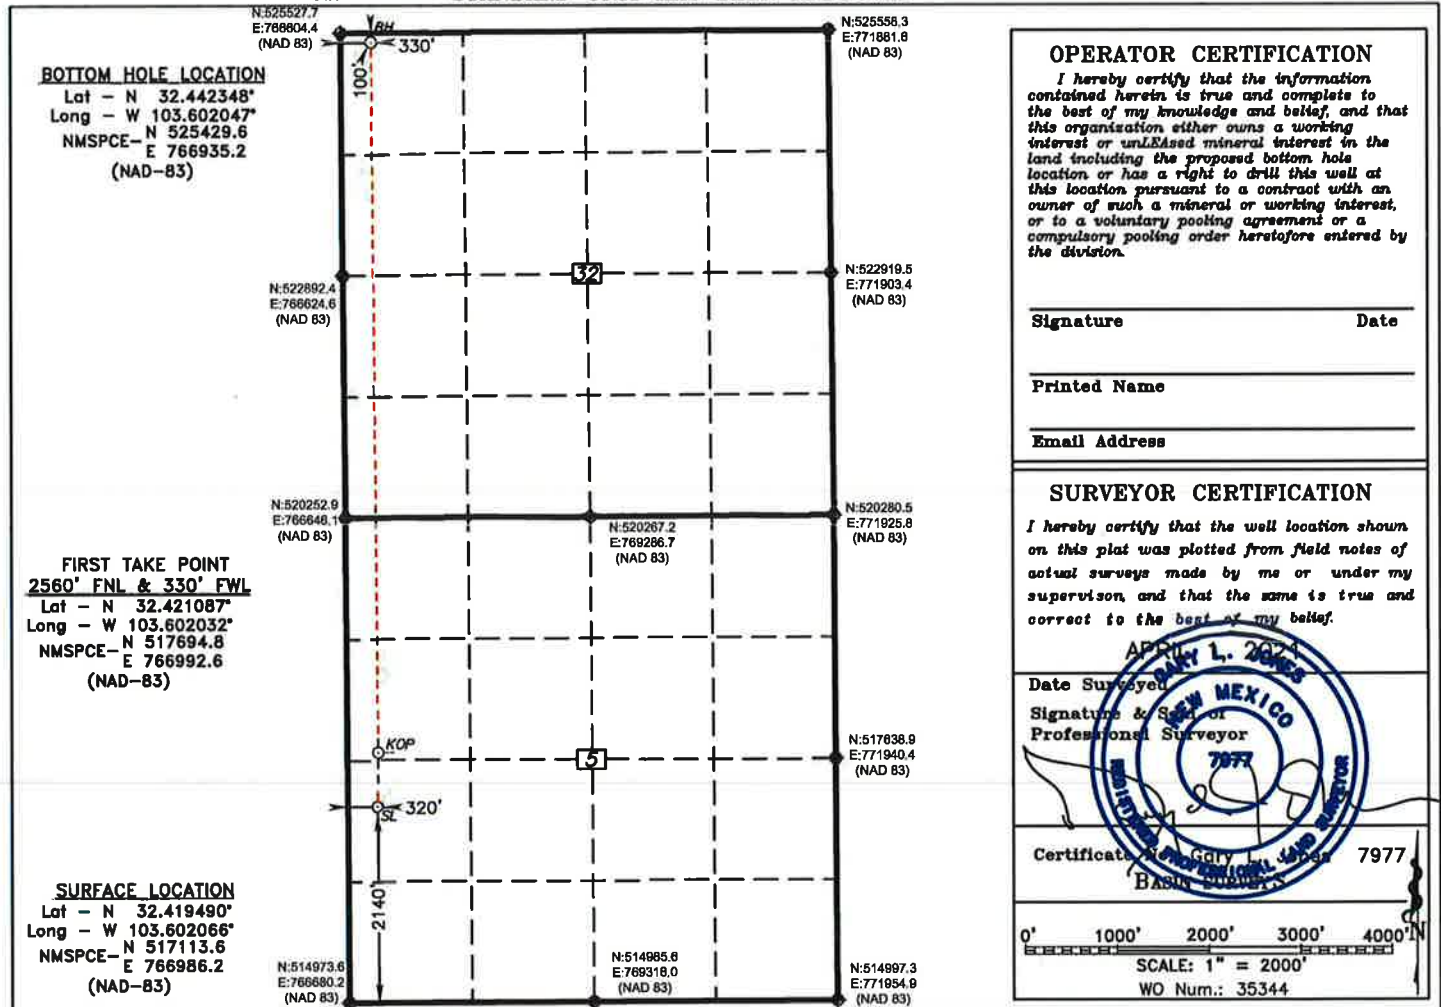 N:525527.7
E:766604.4
(NAD 83)
BH
330'
100'
N:525558.3
E:771881.6
(NAD 83)
BOTTOM HOLE LOCATION
Lat - N 32.442348°
Long - W 103.602047°
NMSPCE- N 525429.6
E 766935.2
(NAD-83)
N:522892.4
E:766624.6
(NAD 83)
32
N:522919.5
E:771903.4
(NAD 83)
N:520252.9
E:766646.1
(NAD 83)
N:520267.2
E:769286.7
(NAD 83)
N:520280.5
E:771925.8
(NAD 83)
FIRST TAKE POINT
2560' FNL & 330' FWL
Lat - N 32.421087°
Long - W 103.602032°
NMSPCE- N 517694.8
E 766992.6
(NAD-83)
KOP
5
N:517638.9
E:771940.4
(NAD 83)
320'
SL
2140'
SURFACE LOCATION
Lat - N 32.419490°
Long - W 103.602066°
NMSPCE- N 517113.6
E 766986.2
(NAD-83)
N:514973.6
E:766680.2
(NAD 83)
N:514985.8
E:769318.0
(NAD 83)
N:514997.3
E:771954.9
(NAD 83)
OPERATOR CERTIFICATION
I hereby certify that the information
contained herein is true and complete to
the best of my knowledge and belief, and that
this organization either owns a working
interest or unLEAsed mineral interest in the
land including the proposed bottom hole
location or has a right to drill this well at
this location pursuant to a contract with an
owner of such a mineral or working interest,
or to a voluntary pooling agreement or a
compulsory pooling order heretofore entered by
the division.
Signature Date
Printed Name
Email Address
SURVEYOR CERTIFICATION
I hereby certify that the well location shown
on this plat was plotted from field notes of
actual surveys made by me or under my
supervison, and that the same is true and
correct to the best of my belief.
APRIL 1, 2021
Date Surveyed
Signature & Seal of
Professional Surveyor
GARY L. JONES
NEW MEXICO
7977
REGISTERED PROFESSIONAL LAND SURVEYOR
Certificate No. Gary L. Jones 7977
BASIN SURVEYS
0' 1000' 2000' 3000' 4000'
N
SCALE: 1" = 2000'
WO Num.: 35344